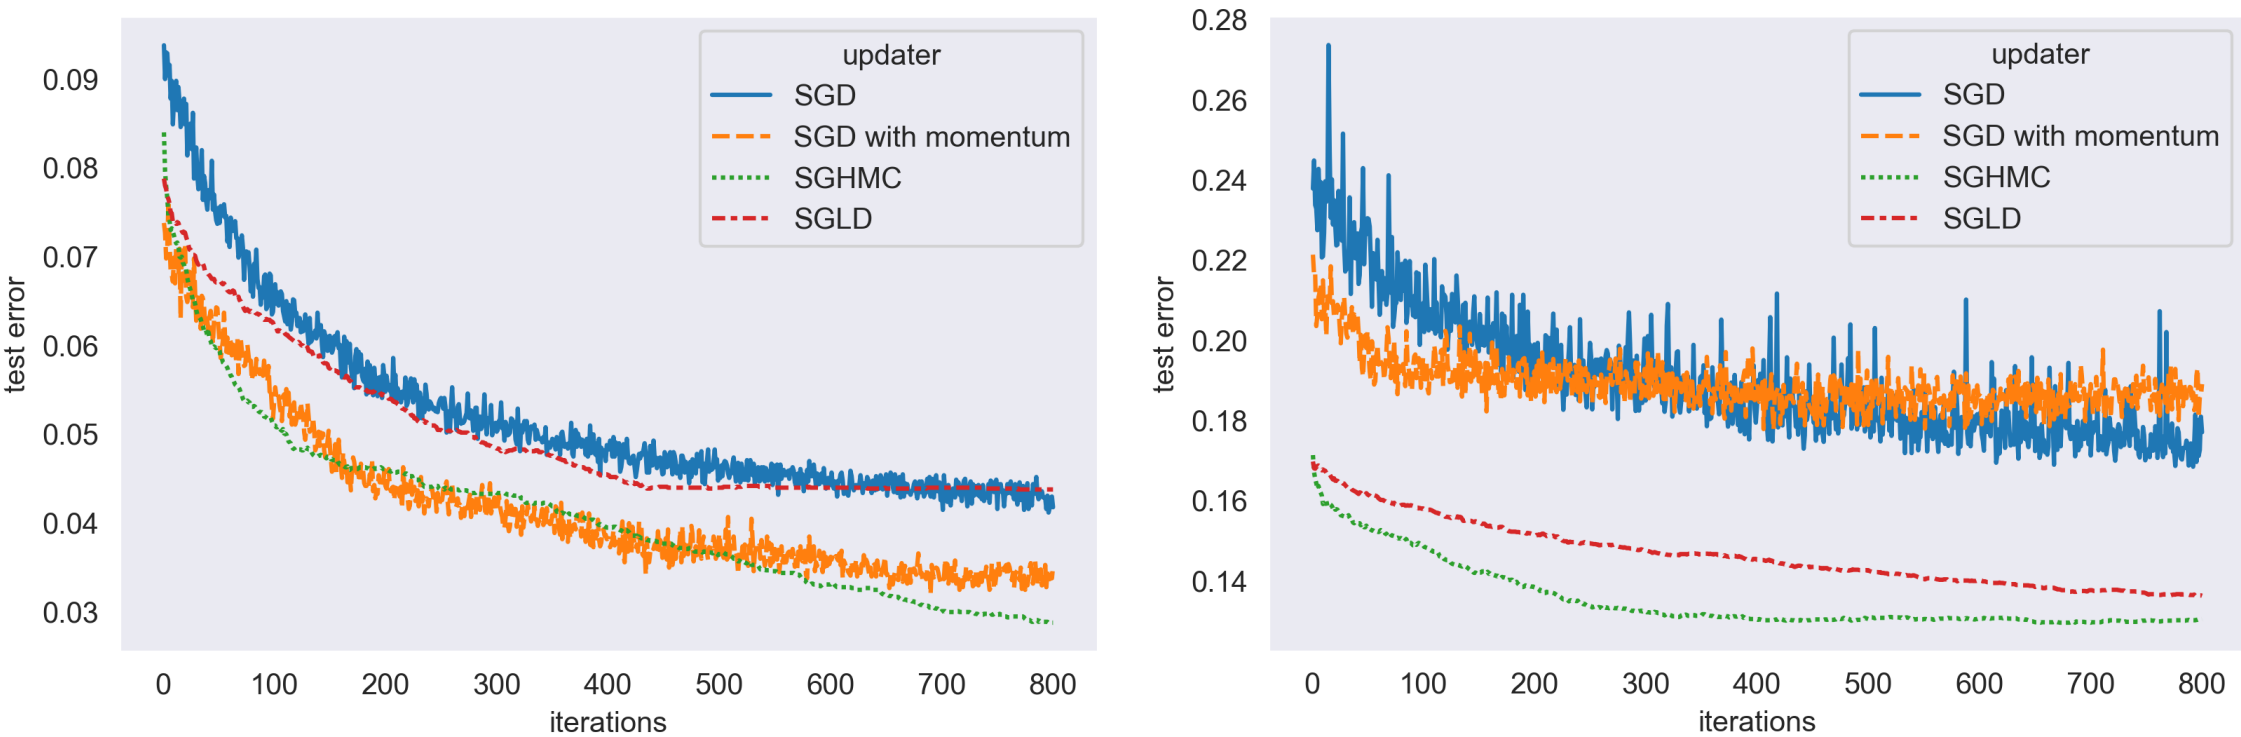 test error
0.09
0.08
0.07
0.06
0.05
0.04
0.03
updater
SGD
SGD with momentum
SGHMC
SGLD
0 100 200 300 400 500 600 700 800
iterations
test error
0.28
0.26
0.24
0.22
0.20
0.18
0.16
0.14
updater
SGD
SGD with momentum
SGHMC
SGLD
0 100 200 300 400 500 600 700 800
iterations